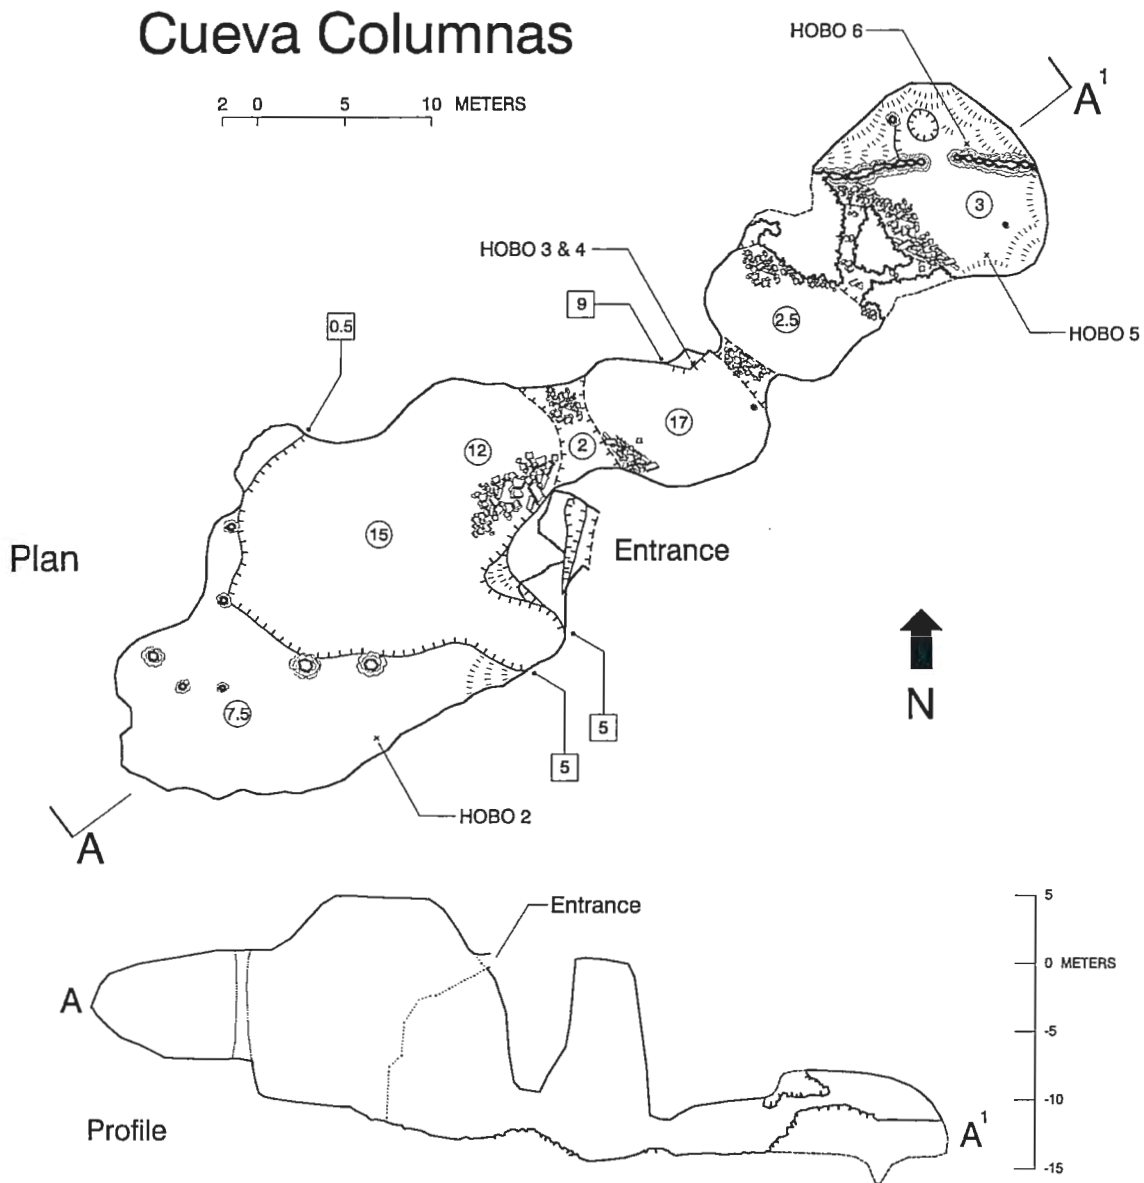 Cueva Columnas
2 0 5 10 METERS
HOBO 6
A¹
3
HOBO 3 & 4
9
0.5
2.5
HOBO 5
17
12
2
15
Plan
Entrance
N
7.5
5
5
HOBO 2
A
Entrance
5
0 METERS
A
-5
-10
Profile
A¹
-15